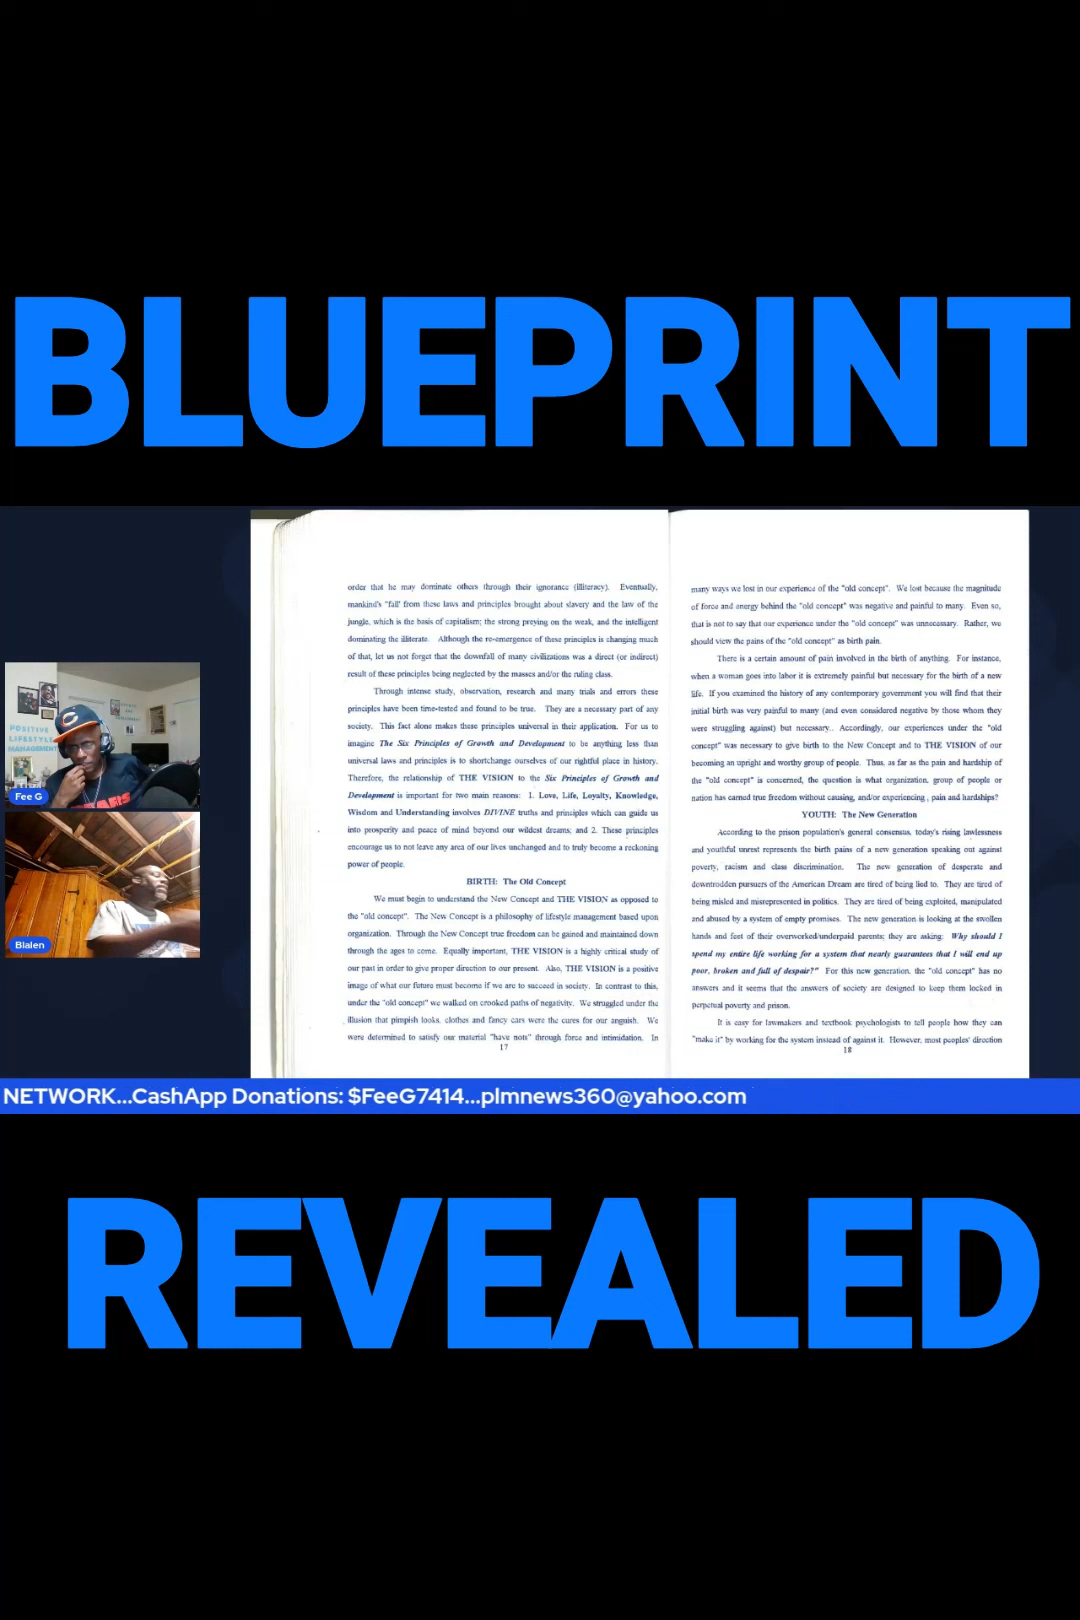 BLUEPRINT
order that he may dominate others through their ignorance (illiteracy). Eventually,
mankind's "fall' from these laws and principles brought about slavery and the law of the
jungle, which is the basis of capitalism; the strong preying on the weak, and the intelligent
dominating the illiterate. Although the re-emergence of these principles is changing much
of that, let us not forget that the downfall of many civilizations was a direct (or indirect)
result of these principles being neglected by the masses and/or the ruling class.
Through intense study, observation, research and many trials and errors these
principles have been time-tested and found to be true. They are a necessary part of any
society. This fact alone makes these principles universal in their application. For us to
imagine The Six Principles of Growth and Development to be anything less than
universal laws and principles is to shortchange ourselves of our rightful place in history.
Therefore, the relationship of THE VISION to the Six Principles of Growth and
Development is important for two main reasons: 1. Love, Life, Loyalty, Knowledge,
Wisdom and Understanding involves DIVINE truths and principles which can guide us
into prosperity and peace of mind beyond our wildest dreams; and 2. These principles
encourage us to not leave any area of our lives unchanged and to truly become a reckoning
power of people.
BIRTH: The Old Concept
We must begin to understand the New Concept and THE VISION as opposed to
the "old concept". The New Concept is a philosophy of lifestyle management based upon
organization. Through the New Concept true freedom can be gained and maintained down
through the ages to come. Equally important, THE VISION is a highly critical study of
our past in order to give proper direction to our present. Also, THE VISION is a positive
image of what our future must become if we are to succeed in society. In contrast to this,
under the "old concept" we walked on crooked paths of negativity. We struggled under the
illusion that pimpish looks, clothes and fancy cars were the cures for our anguish. We
were determined to satisfy our material "have nots" through force and intimidation. In
17
many ways we lost in our experience of the "old concept". We lost because the magnitude
of force and energy behind the "old concept" was negative and painful to many. Even so,
that is not to say that our experience under the "old concept" was unnecessary. Rather, we
should view the pains of the "old concept" as birth pain.
There is a certain amount of pain involved in the birth of anything. For instance,
when a woman goes into labor it is extremely painful but necessary for the birth of a new
life. If you examined the history of any contemporary government you will find that their
initial birth was very painful to many (and even considered negative by those whom they
were struggling against) but necessary.. Accordingly, our experiences under the "old
concept" was necessary to give birth to the New Concept and to THE VISION of our
becoming an upright and worthy group of people. Thus, as far as the pain and hardship of
the "old concept" is concerned, the question is what organization, group of people or
nation has earned true freedom without causing, and/or experiencing , pain and hardships?
YOUTH: The New Generation
According to the prison population's general consensus, today's rising lawlessness
and youthful unrest represents the birth pains of a new generation speaking out against
poverty, racism and class discrimination. The new generation of desperate and
downtrodden pursuers of the American Dream are tired of being lied to. They are tired of
being misled and misrepresented in politics. They are tired of being exploited, manipulated
and abused by a system of empty promises. The new generation is looking at the swollen
hands and feet of their overworked/underpaid parents; they are asking: Why should I
spend my entire life working for a system that nearly guarantees that I will end up
poor, broken and full of despair?" For this new generation, the "old concept" has no
answers and it seems that the answers of society are designed to keep them locked in
perpetual poverty and prison.
It is easy for lawmakers and textbook psychologists to tell people how they can
"make it" by working for the system instead of against it. However, most peoples' direction
18
POSITIVE
LIFESTYLE
MANAGEMENT
Fee G
Blalen
NETWORK...CashApp Donations: $FeeG7414...plmnews360@yahoo.com
REVEALED